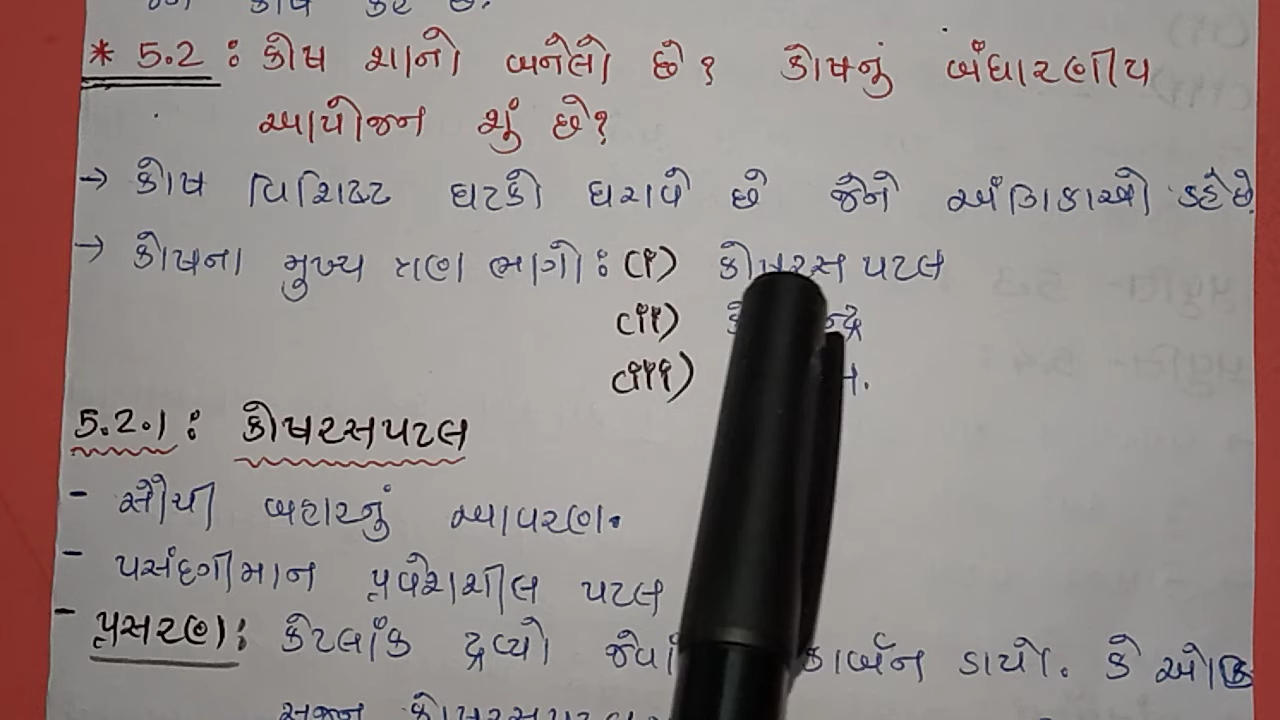 * 5.2 : કોષ શાનો બનેલો છે? કોષનું બંધારણીય
આયોજન શું છે?
→ કોષ વિશિષ્ટ ઘટકો ધરાવે છે જેને અંગિકાઓ કહે છે.
→ કોષના મુખ્ય ત્રણ ભાગો : (i) કોષરસ પટલ
(ii)
(iii)
5.2.1 : કોષરસપટલ
- સૌથી બહારનું આવરણ.
- પસંદગીમાન પ્રવેશશીલ પટલ
- પ્રસરણ : કેટલાંક દ્રવ્યો જેવાં કાર્બન ડાયો. કે